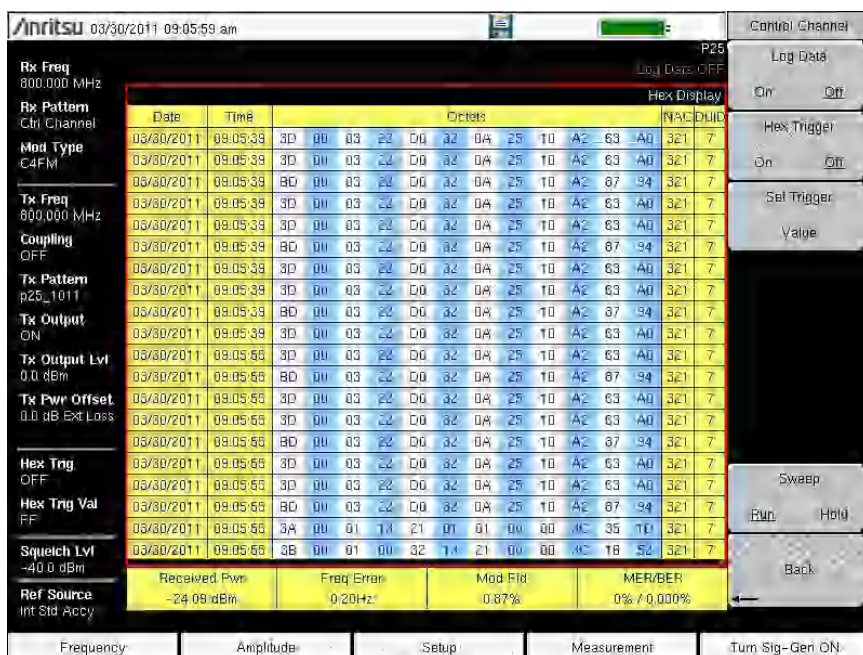 Anritsu 03/30/2011 09:05:59 am
Control Channel
P25
Log Data OFF
Hex Display
Rx Freq
800.000 MHz
Rx Pattern
Ctrl Channel
Mod Type
C4FM
Tx Freq
800.000 MHz
Coupling
OFF
Tx Pattern
p25_1011
Tx Output
ON
Tx Output Lvl
0.0 dBm
Tx Pwr Offset
0.0 dB Ext Loss
Hex Trig
OFF
Hex Trig Val
FF
Squelch Lvl
-40.0 dBm
Ref Source
Int Std Accy
Date Time Octets NAC DUID
03/30/2011 09:05:39 3D 00 03 22 D0 32 0A 25 10 A2 63 A0 321 7
03/30/2011 09:05:39 3D 00 03 22 D0 32 0A 25 10 A2 63 A0 321 7
03/30/2011 09:05:39 BD 00 03 22 D0 32 0A 25 10 A2 87 94 321 7
03/30/2011 09:05:39 3D 00 03 22 D0 32 0A 25 10 A2 63 A0 321 7
03/30/2011 09:05:39 3D 00 03 22 D0 32 0A 25 10 A2 63 A0 321 7
03/30/2011 09:05:39 BD 00 03 22 D0 32 0A 25 10 A2 87 94 321 7
03/30/2011 09:05:39 3D 00 03 22 D0 32 0A 25 10 A2 63 A0 321 7
03/30/2011 09:05:39 3D 00 03 22 D0 32 0A 25 10 A2 63 A0 321 7
03/30/2011 09:05:39 BD 00 03 22 D0 32 0A 25 10 A2 87 94 321 7
03/30/2011 09:05:39 3D 00 03 22 D0 32 0A 25 10 A2 63 A0 321 7
03/30/2011 09:05:55 3D 00 03 22 D0 32 0A 25 10 A2 63 A0 321 7
03/30/2011 09:05:55 BD 00 03 22 D0 32 0A 25 10 A2 87 94 321 7
03/30/2011 09:05:55 3D 00 03 22 D0 32 0A 25 10 A2 63 A0 321 7
03/30/2011 09:05:55 3D 00 03 22 D0 32 0A 25 10 A2 63 A0 321 7
03/30/2011 09:05:55 BD 00 03 22 D0 32 0A 25 10 A2 87 94 321 7
03/30/2011 09:05:55 3D 00 03 22 D0 32 0A 25 10 A2 63 A0 321 7
03/30/2011 09:05:55 3D 00 03 22 D0 32 0A 25 10 A2 63 A0 321 7
03/30/2011 09:05:55 BD 00 03 22 D0 32 0A 25 10 A2 87 94 321 7
03/30/2011 09:05:55 3A 00 01 13 21 01 01 00 00 3C 35 1D 321 7
03/30/2011 09:05:55 3B 00 01 00 32 13 21 00 00 3C 16 52 321 7
Received Pwr Freq Error Mod Fid MER/BER
-24.09 dBm 0.20Hz 0.87% 0% / 0.000%
Log Data
On Off
Hex Trigger
On Off
Set Trigger
Value
Sweep
Run Hold
Back
Frequency Amplitude Setup Measurement Turn Sig-Gen ON